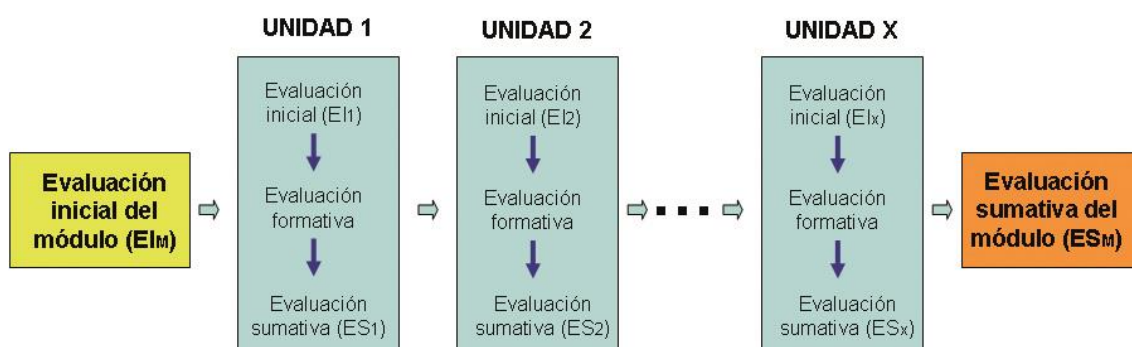 UNIDAD 1
UNIDAD 2
UNIDAD X
Evaluación
inicial del
módulo (EIM)
Evaluación
inicial (EI1)
Evaluación
formativa
Evaluación
sumativa (ES1)
Evaluación
inicial (EI2)
Evaluación
formativa
Evaluación
sumativa (ES2)
Evaluación
inicial (EIx)
Evaluación
formativa
Evaluación
sumativa (ESx)
Evaluación
sumativa del
módulo (ESM)